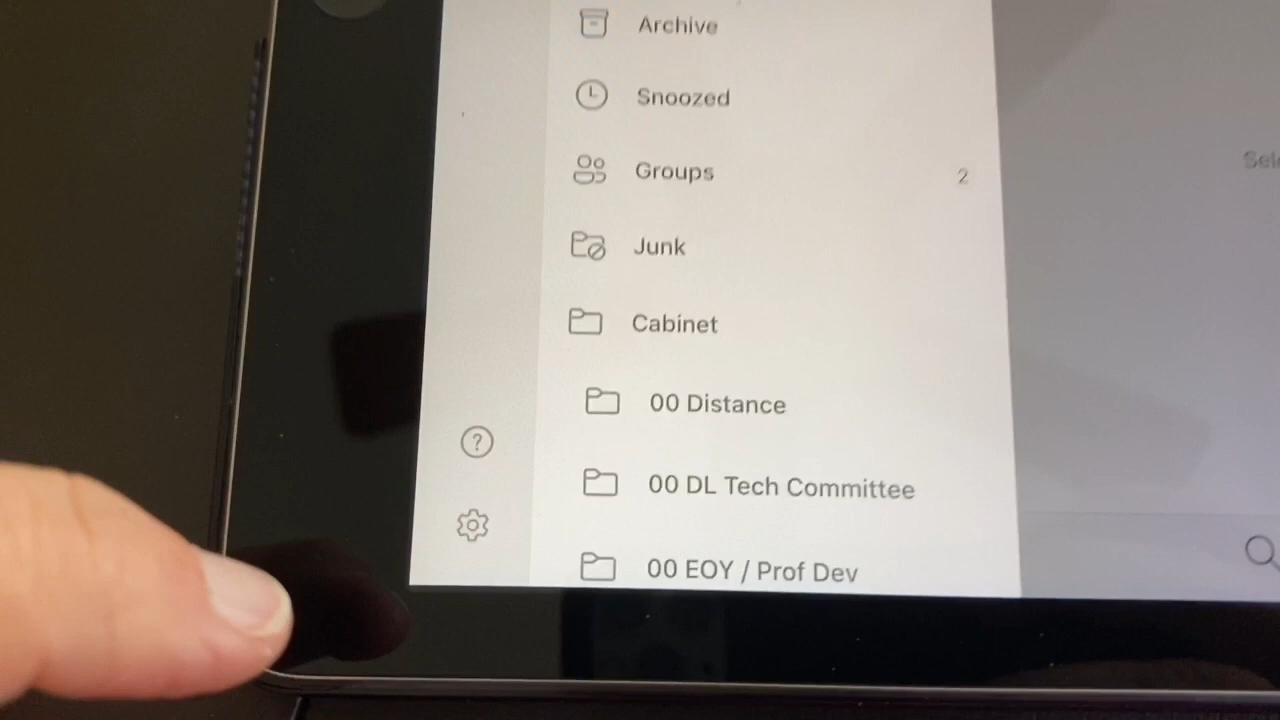 Archive
Snoozed
Groups 2
Junk
Cabinet
00 Distance
00 DL Tech Committee
00 EOY / Prof Dev
?